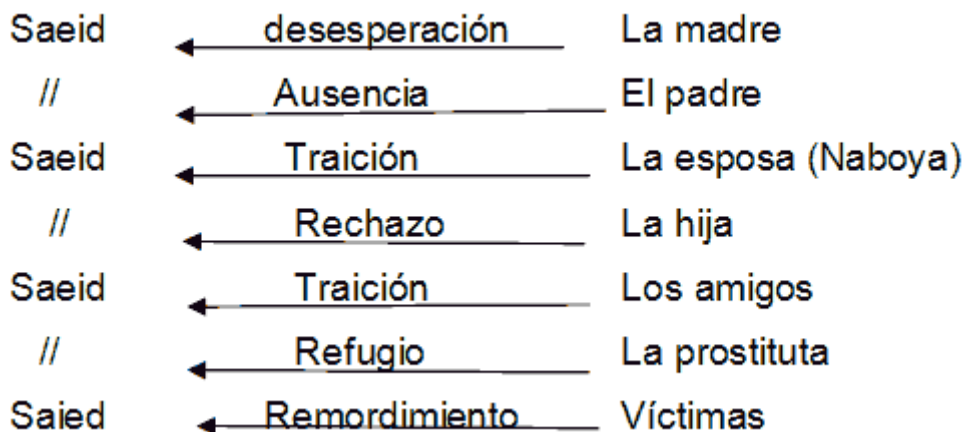 Saeid desesperación La madre
// Ausencia El padre
Saeid Traición La esposa (Naboya)
// Rechazo La hija
Saeid Traición Los amigos
// Refugio La prostituta
Saied Remordimiento Víctimas